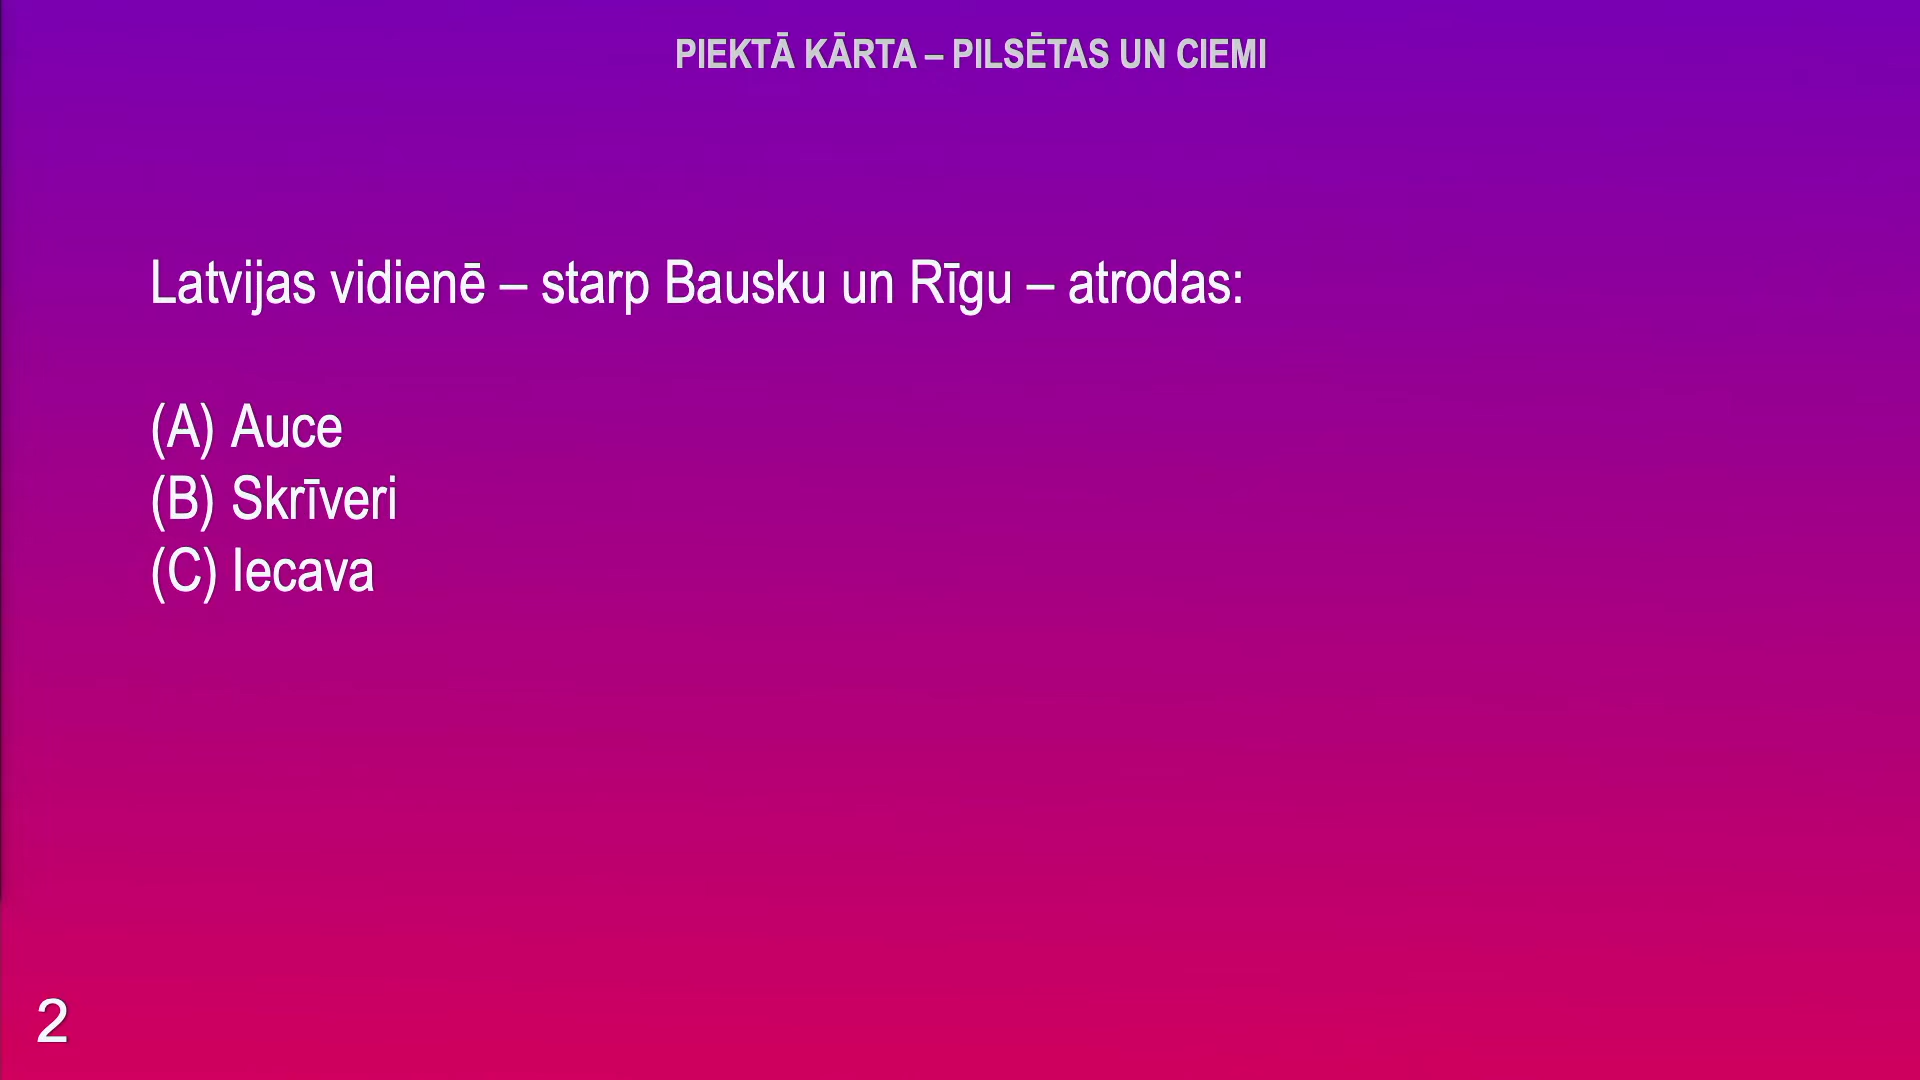 PIEKTĀ KĀRTA – PILSĒTAS UN CIEMI
Latvijas vidienē – starp Bausku un Rīgu – atrodas:
(A) Auce
(B) Skrīveri
(C) Iecava
2